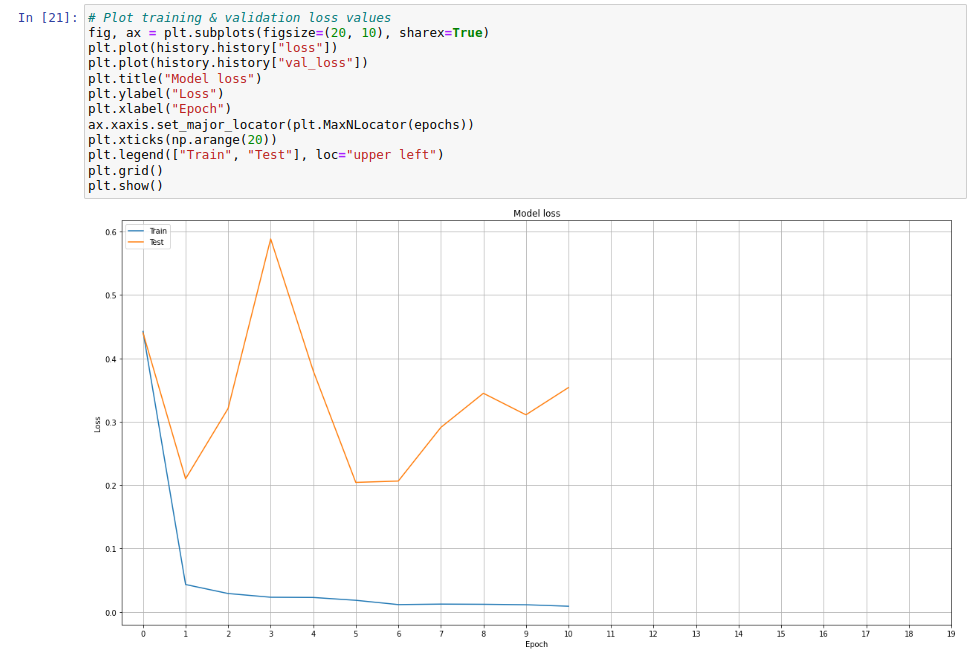 In [21]: # Plot training & validation loss values
fig, ax = plt.subplots(figsize=(20, 10), sharex=True)
plt.plot(history.history["loss"])
plt.plot(history.history["val_loss"])
plt.title("Model loss")
plt.ylabel("Loss")
plt.xlabel("Epoch")
ax.xaxis.set_major_locator(plt.MaxNLocator(epochs))
plt.xticks(np.arange(20))
plt.legend(["Train", "Test"], loc="upper left")
plt.grid()
plt.show()
Model loss
Train
Test
0.6
0.5
0.4
0.3
0.2
0.1
0.0
Loss
0 1 2 3 4 5 6 7 8 9 10 11 12 13 14 15 16 17 18 19
Epoch